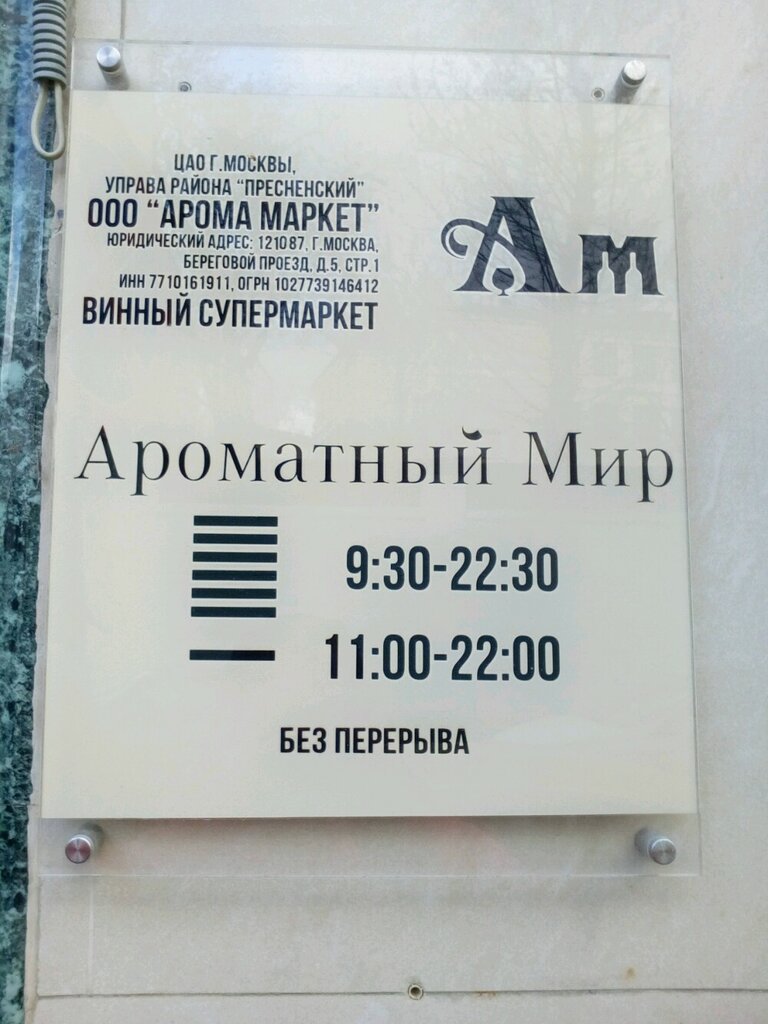 ЦАО Г.МОСКВЫ,
УПРАВА РАЙОНА "ПРЕСНЕНСКИЙ"
ООО "АРОМА МАРКЕТ"
ЮРИДИЧЕСКИЙ АДРЕС: 121087, Г.МОСКВА,
БЕРЕГОВОЙ ПРОЕЗД, Д.5, СТР.1
ИНН 7710161911, ОГРН 1027739146412
ВИННЫЙ СУПЕРМАРКЕТ
Ам
Ароматный Мир
9:30-22:30
11:00-22:00
БЕЗ ПЕРЕРЫВА